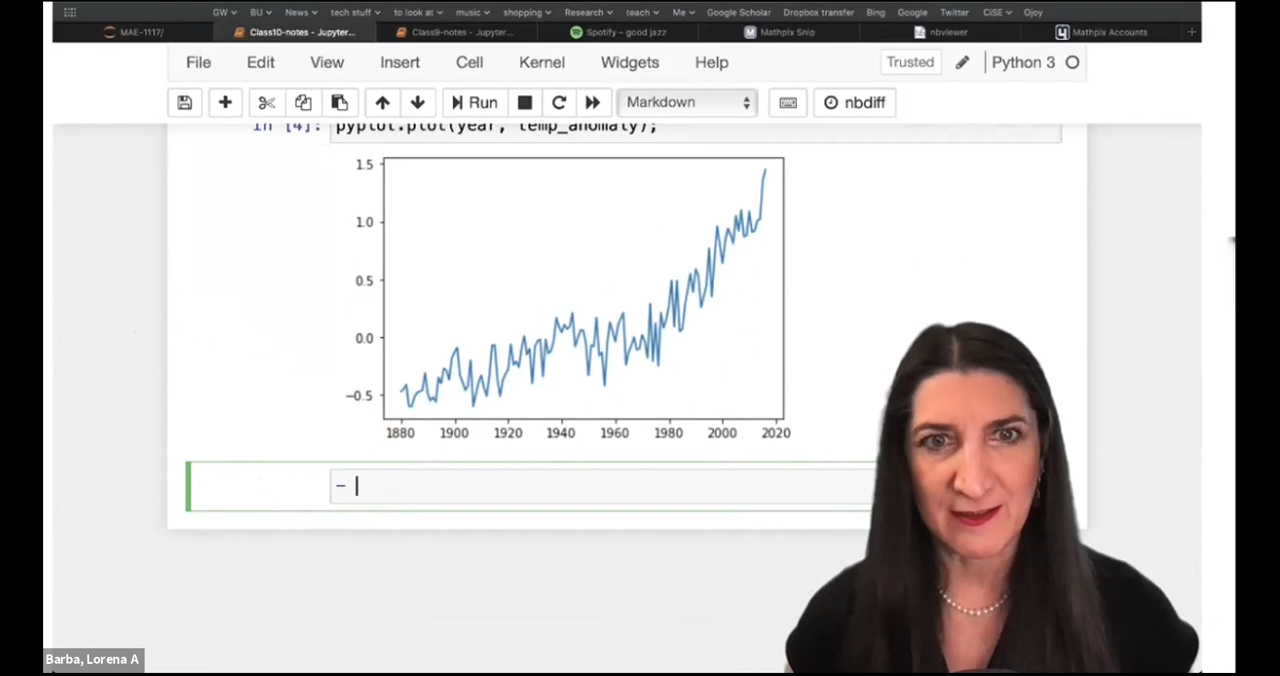 GW BU News tech stuff to look at music shopping Research teach Me Google Scholar Dropbox transfer Bing Google Twitter CiSE Ojoy
MAE-1117/ Class10-notes - Jupyter... Class9-notes - Jupyter... Spotify – good jazz Mathpix Snip nbviewer Mathpix Accounts +
File Edit View Insert Cell Kernel Widgets Help Trusted Python 3
Run Markdown nbdiff
In [4]: pyplot.plot(year, temp_anomaly);
1.5
1.0
0.5
0.0
−0.5
1880 1900 1920 1940 1960 1980 2000 2020
-
Barba, Lorena A